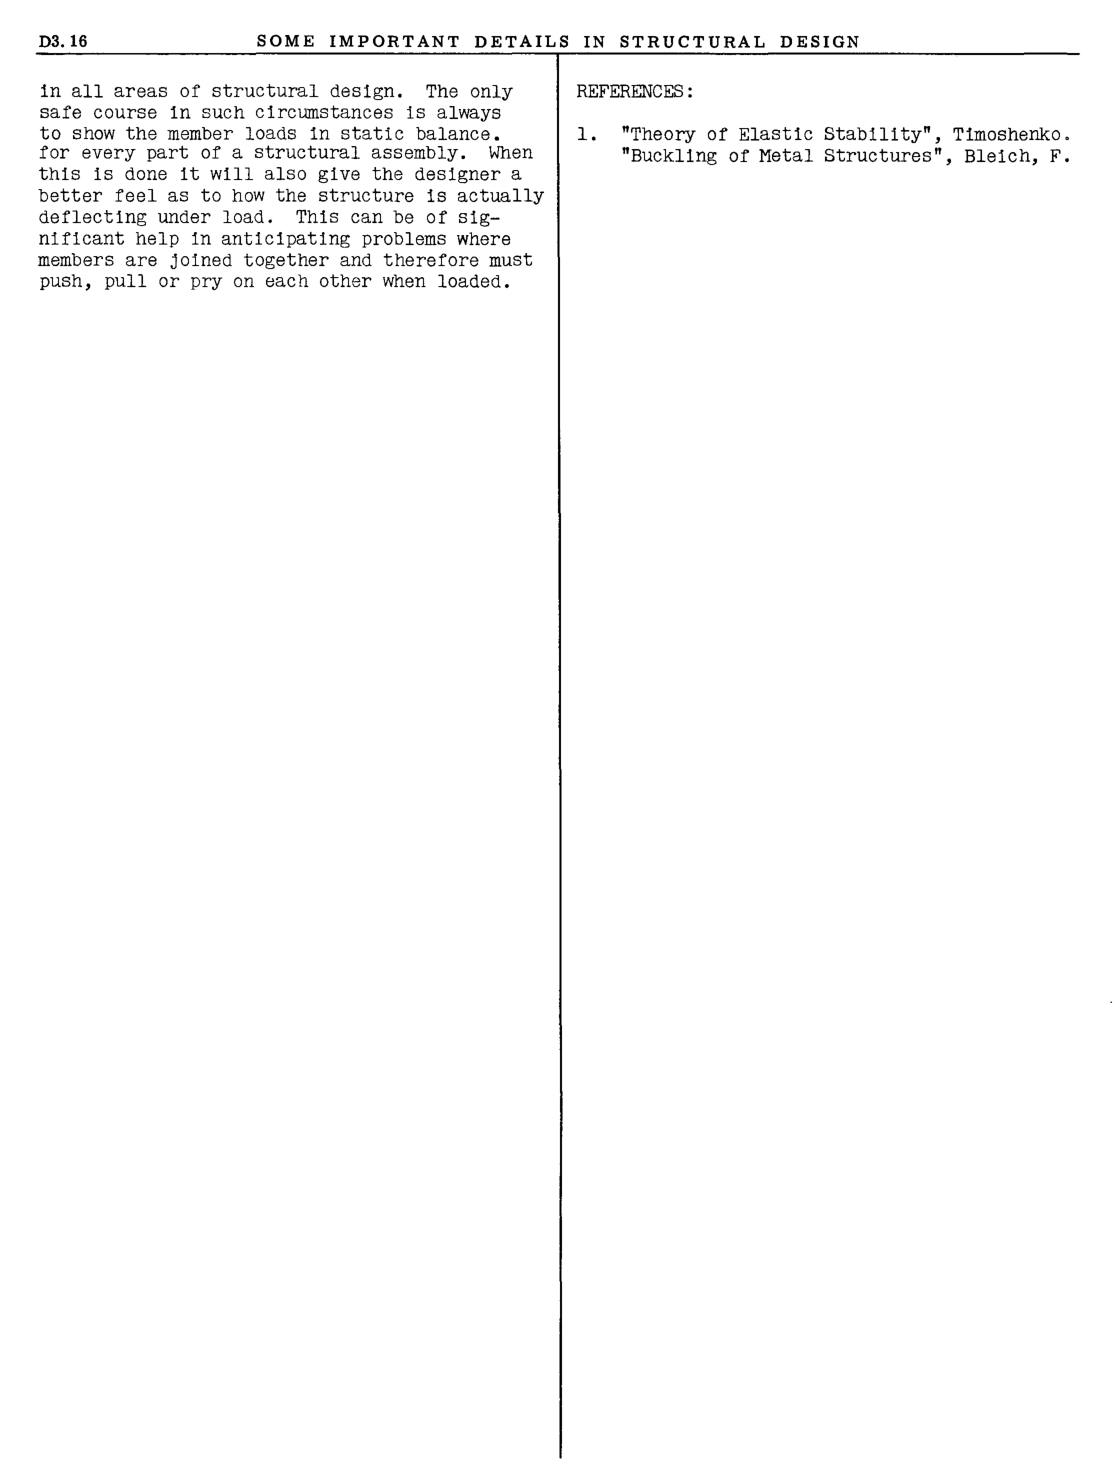 D3.16 SOME IMPORTANT DETAILS IN STRUCTURAL DESIGN
in all areas of structural design. The only
safe course in such circumstances is always
to show the member loads in static balance.
for every part of a structural assembly. When
this is done it will also give the designer a
better feel as to how the structure is actually
deflecting under load. This can be of sig-
nificant help in anticipating problems where
members are joined together and therefore must
push, pull or pry on each other when loaded.
REFERENCES:
1. "Theory of Elastic Stability", Timoshenko.
"Buckling of Metal Structures", Bleich, F.